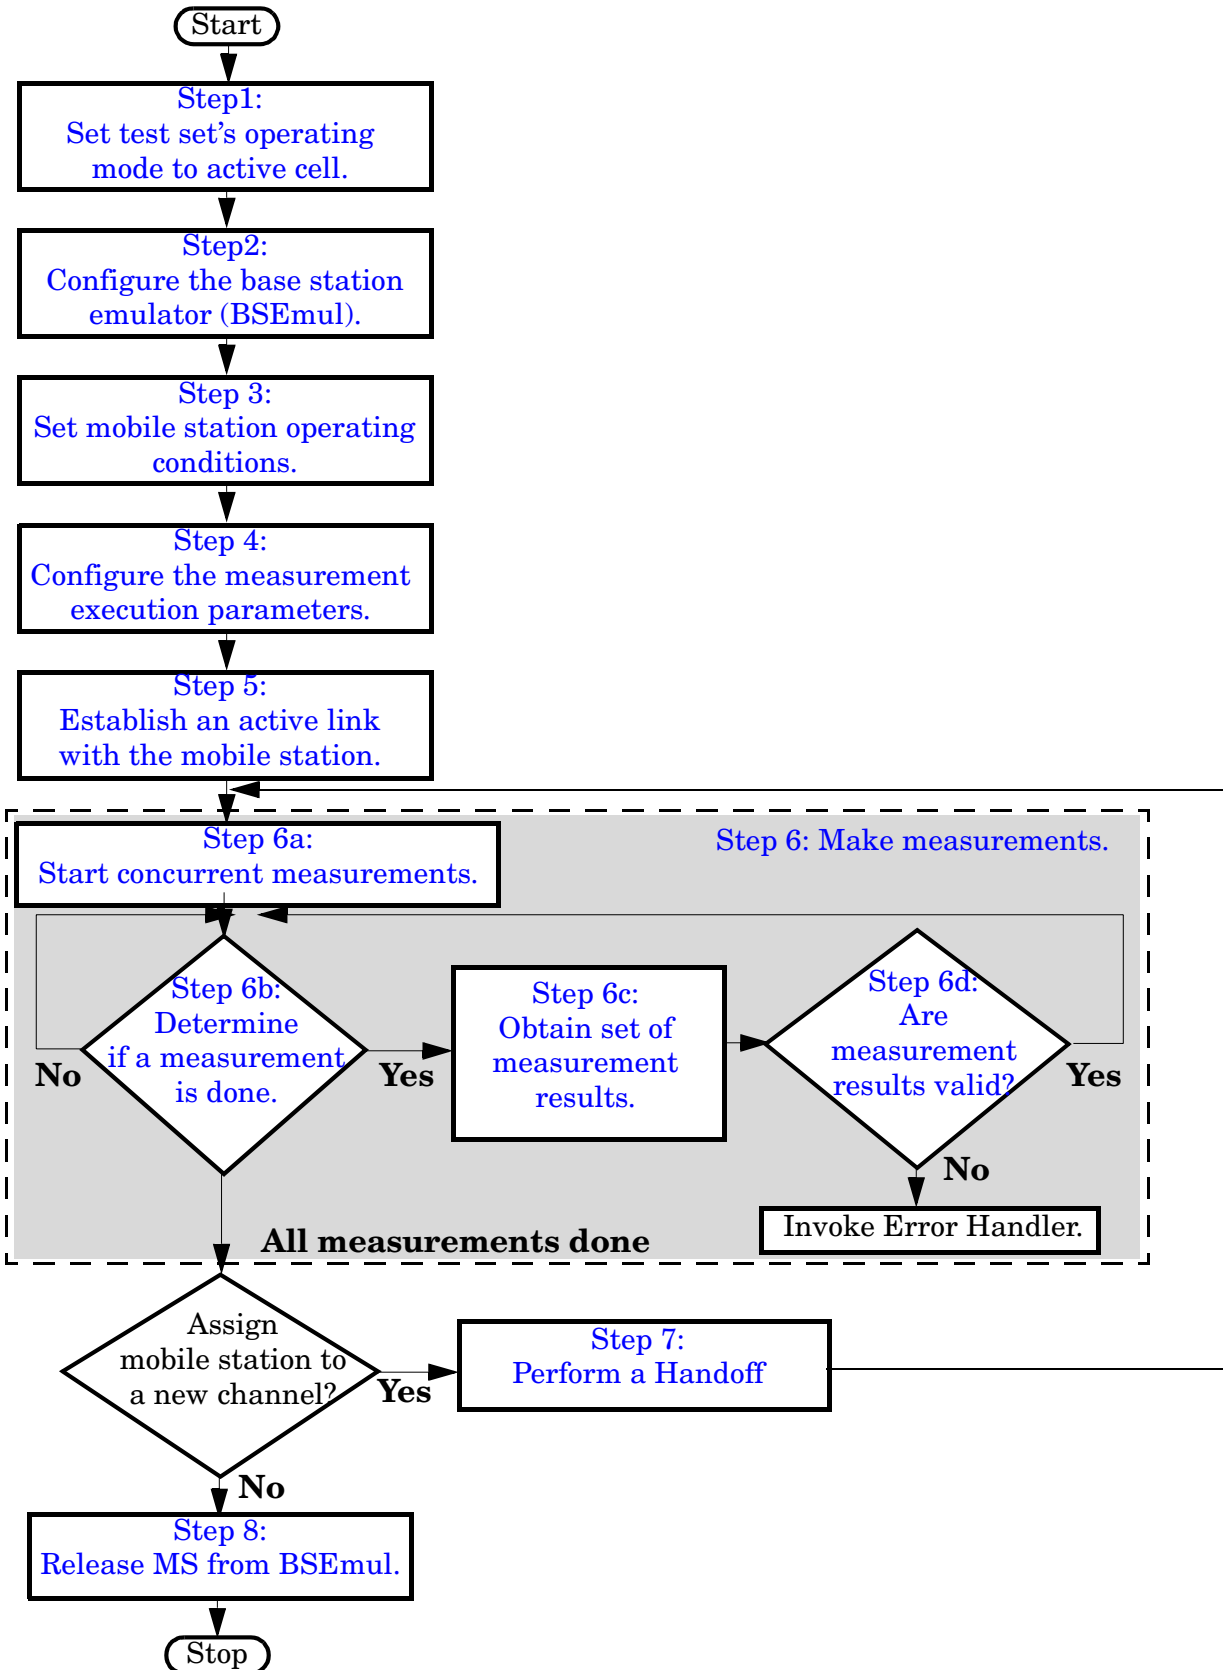 Start
Step1:
Set test set’s operating
mode to active cell.
Step2:
Configure the base station
emulator (BSEmul).
Step 3:
Set mobile station operating
conditions.
Step 4:
Configure the measurement
execution parameters.
Step 5:
Establish an active link
with the mobile station.
Step 6a:
Start concurrent measurements.
Step 6: Make measurements.
Step 6b:
Determine
if a measurement
is done.
No
Yes
Step 6c:
Obtain set of
measurement
results.
Step 6d:
Are
measurement
results valid?
Yes
No
Invoke Error Handler.
All measurements done
Assign
mobile station to
a new channel?
Yes
Step 7:
Perform a Handoff
No
Step 8:
Release MS from BSEmul.
Stop